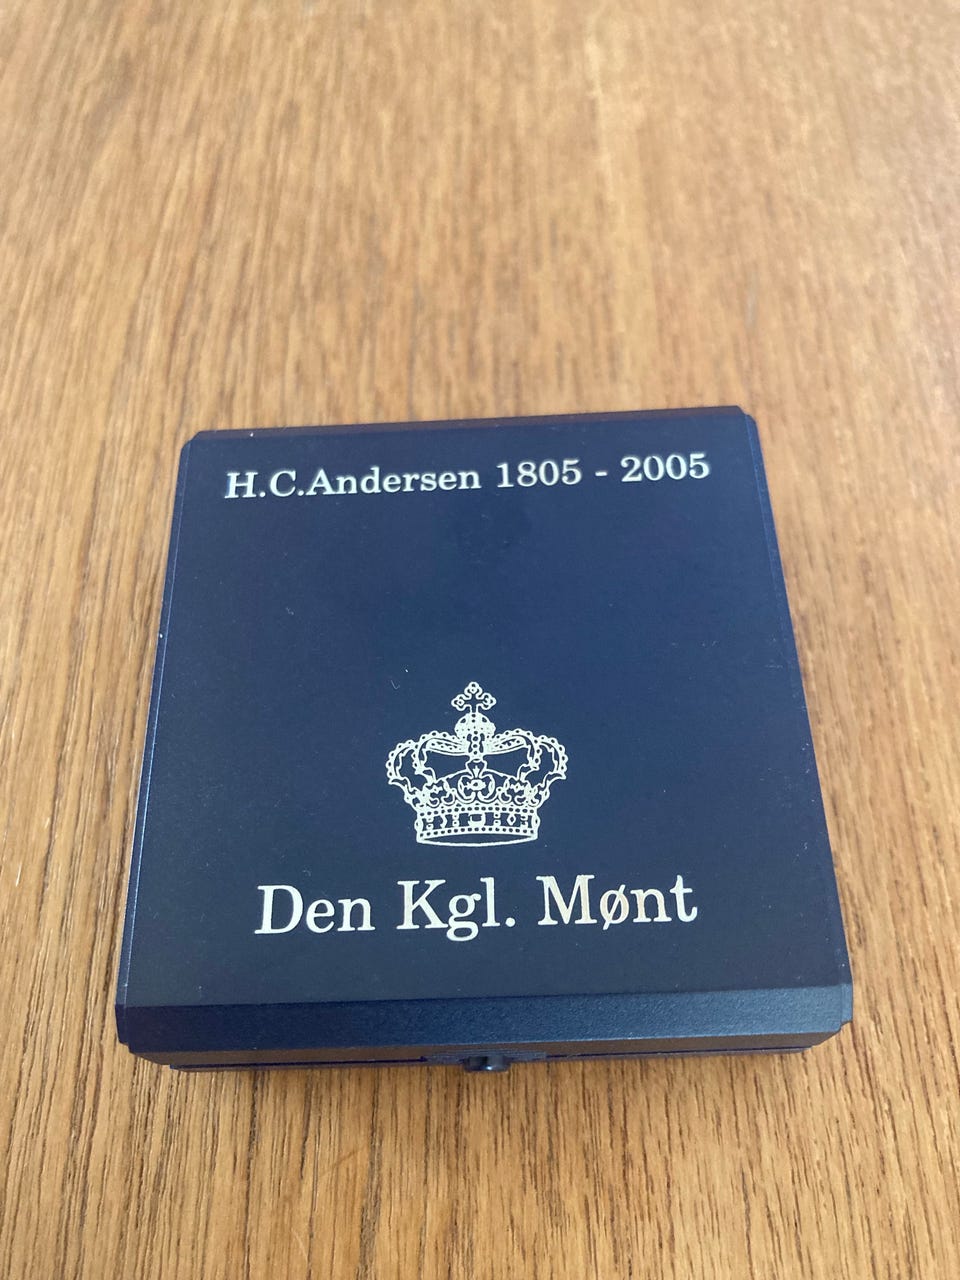 H.C.Andersen 1805 - 2005
Den Kgl. Mønt